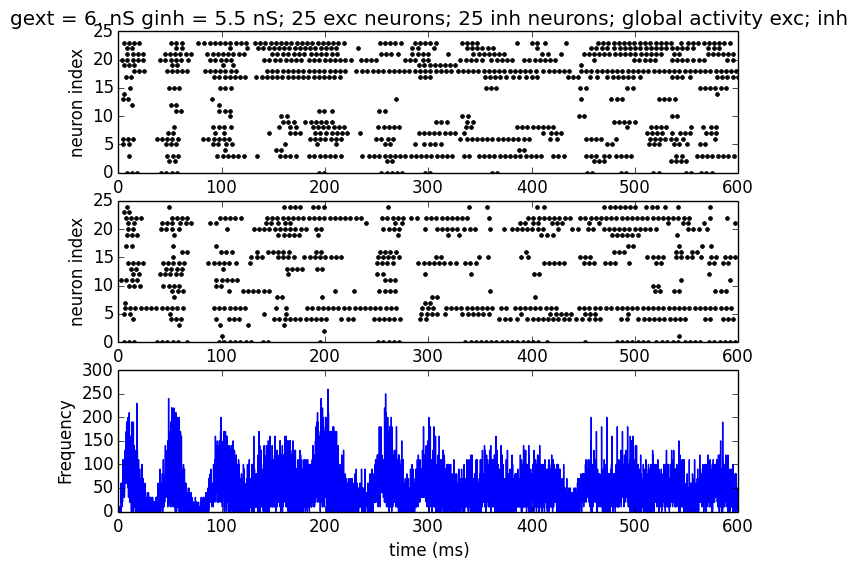 gext = 6. nS ginh = 5.5 nS; 25 exc neurons; 25 inh neurons; global activity exc; inh
25
20
15
10
5
0
neuron index
0 100 200 300 400 500 600
25
20
15
10
5
0
neuron index
0 100 200 300 400 500 600
300
250
200
150
100
50
0
Frequency
0 100 200 300 400 500 600
time (ms)